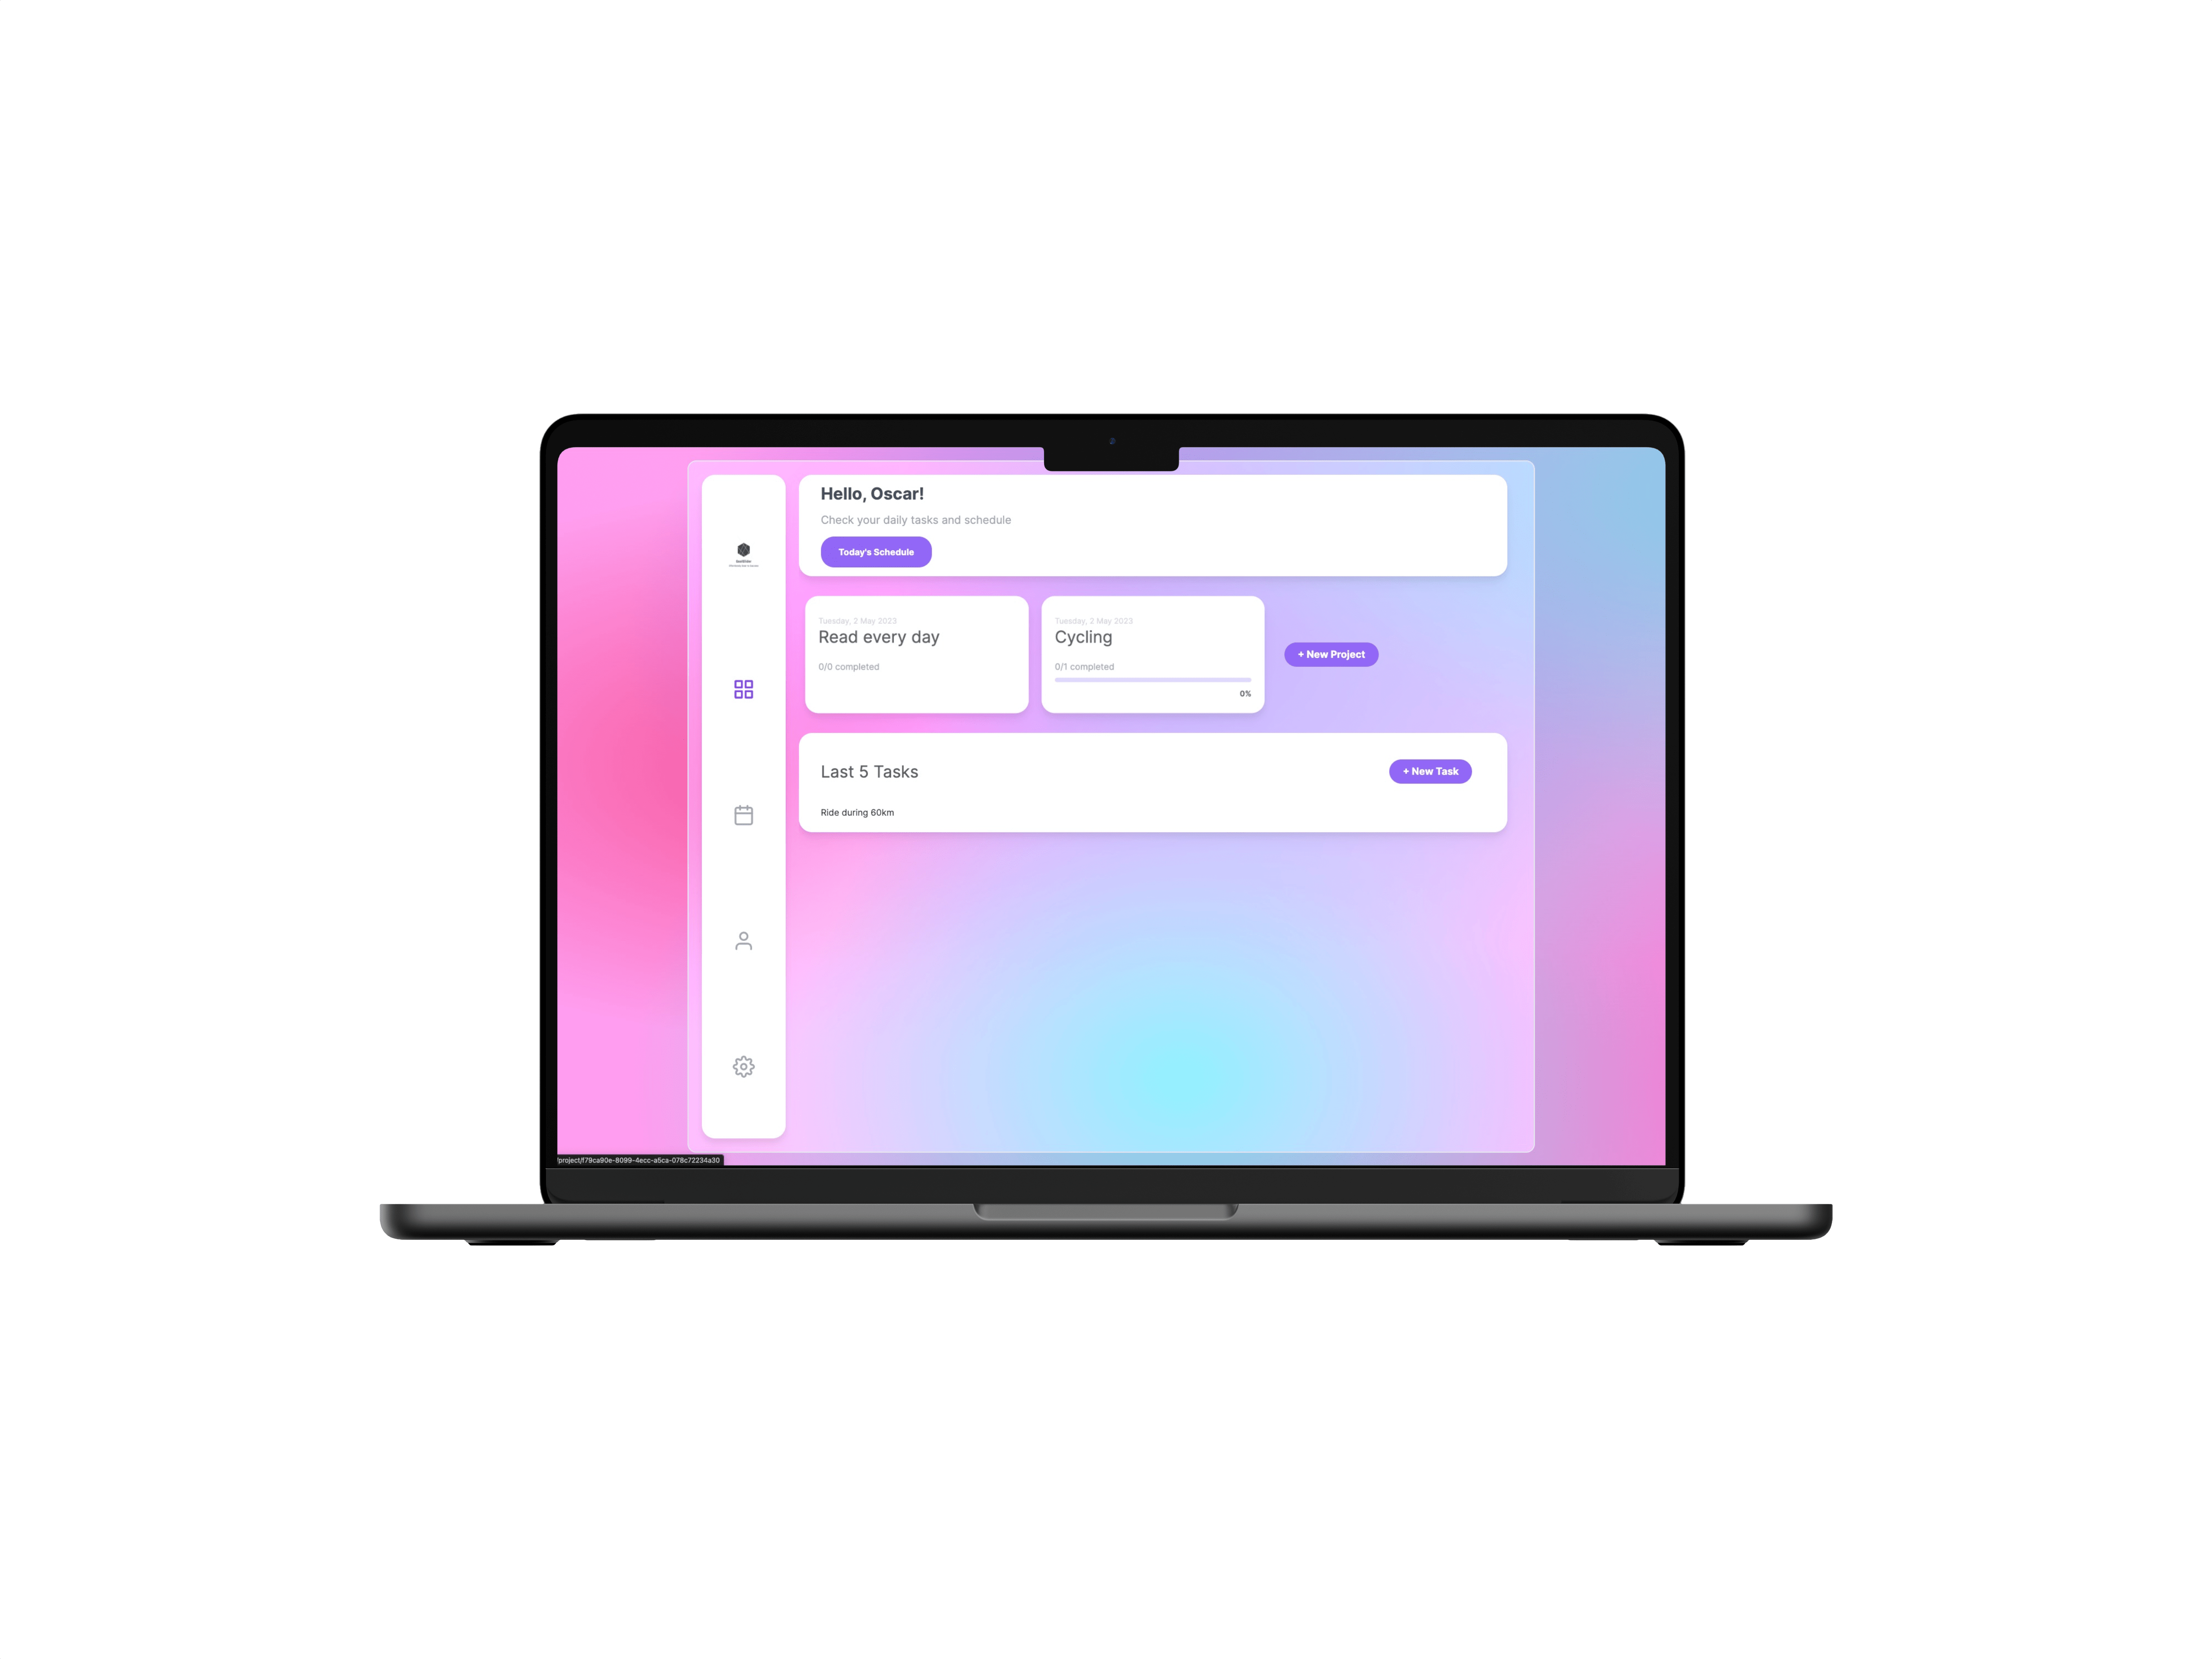 Hello, Oscar!
Check your daily tasks and schedule
Today's Schedule
Tuesday, 2 May 2023
Read every day
0/0 completed
Tuesday, 2 May 2023
Cycling
0/1 completed
0%
+ New Project
Last 5 Tasks
+ New Task
Ride during 60km
/project/f79ca90e-8099-4ecc-a5ca-078c72234a30